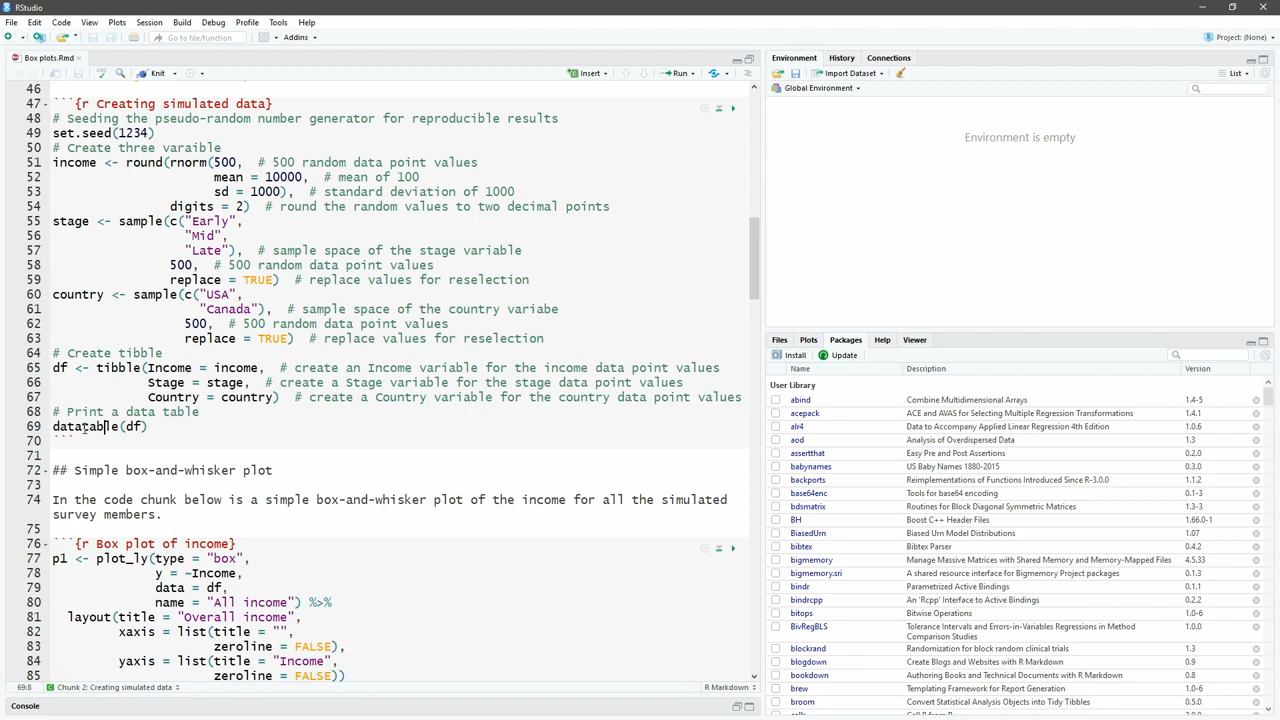 RStudio
File Edit Code View Plots Session Build Debug Profile Tools Help
Go to file/function Addins Project: (None)
Box plots.Rmd
Knit Insert Run
46
47 ```{r Creating simulated data}
48 # Seeding the pseudo-random number generator for reproducible results
49 set.seed(1234)
50 # Create three varaible
51 income <- round(rnorm(500, # 500 random data point values
52 mean = 10000, # mean of 100
53 sd = 1000), # standard deviation of 1000
54 digits = 2) # round the random values to two decimal points
55 stage <- sample(c("Early",
56 "Mid",
57 "Late"), # sample space of the stage variable
58 500, # 500 random data point values
59 replace = TRUE) # replace values for reselection
60 country <- sample(c("USA",
61 "Canada"), # sample space of the country variabe
62 500, # 500 random data point values
63 replace = TRUE) # replace values for reselection
64 # Create tibble
65 df <- tibble(Income = income, # create an Income variable for the income data point values
66 Stage = stage, # create a Stage variable for the stage data point values
67 Country = country) # create a Country variable for the country data point values
68 # Print a data table
69 datatable(df)
70 ```
71
72 ## Simple box-and-whisker plot
73
74 In the code chunk below is a simple box-and-whisker plot of the income for all the simulated
survey members.
75
76 ```{r Box plot of income}
77 p1 <- plot_ly(type = "box",
78 y = ~Income,
79 data = df,
80 name = "All income") %>%
81 layout(title = "Overall income",
82 xaxis = list(title = "",
83 zeroline = FALSE),
84 yaxis = list(title = "Income",
85 zeroline = FALSE))
69:8 Chunk 2: Creating simulated data R Markdown
Console
Environment History Connections
Import Dataset List
Global Environment
Environment is empty
Files Plots Packages Help Viewer
Install Update
Name Description Version
User Library
abind Combine Multidimensional Arrays 1.4-5
acepack ACE and AVAS for Selecting Multiple Regression Transformations 1.4.1
alr4 Data to Accompany Applied Linear Regression 4th Edition 1.0.5
aod Analysis of Overdispersed Data 1.3
assertthat Easy Pre and Post Assertions 0.2.0
babynames US Baby Names 1880-2015 0.3.0
backports Reimplementations of Functions Introduced Since R-3.0.0 1.1.2
base64enc Tools for base64 encoding 0.1-3
bdsmatrix Routines for Block Diagonal Symmetric Matrices 1.3-3
BH Boost C++ Header Files 1.66.0-1
BiasedUrn Biased Urn Model Distributions 1.07
bibtex Bibtex Parser 0.4.2
bigmemory Manage Massive Matrices with Shared Memory and Memory-Mapped Files 4.5.33
bigmemory.sri A shared resource interface for Bigmemory Project packages 0.1.3
bindr Parametrized Active Bindings 0.1.1
bindrcpp An 'Rcpp' Interface to Active Bindings 0.2.2
bitops Bitwise Operations 1.0-6
BivRegBLS Tolerance Intervals and Errors-in-Variables Regressions in Method 1.0.0
Comparison Studies
blockrand Randomization for block random clinical trials 1.3
blogdown Create Blogs and Websites with R Markdown 0.9
bookdown Authoring Books and Technical Documents with R Markdown 0.8
brew Templating Framework for Report Generation 1.0-6
broom Convert Statistical Analysis Objects into Tidy Tibbles 0.5.0